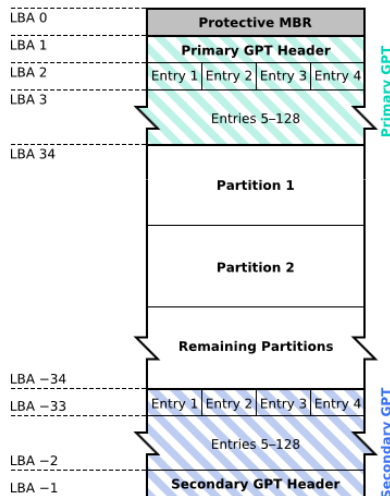 LBA 0
Protective MBR
LBA 1
Primary GPT Header
LBA 2
Entry 1 Entry 2 Entry 3 Entry 4
LBA 3
Entries 5–128
Primary GPT
LBA 34
Partition 1
Partition 2
Remaining Partitions
LBA −34
LBA −33
Entry 1 Entry 2 Entry 3 Entry 4
Entries 5–128
LBA −2
LBA −1
Secondary GPT Header
Secondary GPT